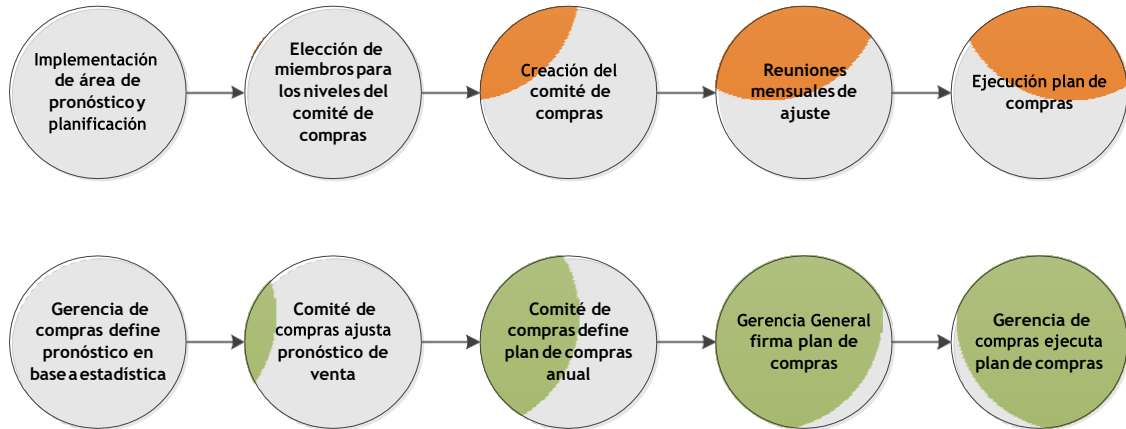 Implementación
de área de
pronóstico y
planificación
Elección de
miembros para
los niveles del
comité de
compras
Creación del
comité de
compras
Reuniones
mensuales de
ajuste
Ejecución plan de
compras
Gerencia de
compras define
pronóstico en
base a estadística
Comité de
compras ajusta
pronóstico de
venta
Comité de
compras define
plan de compras
anual
Gerencia General
firma plan de
compras
Gerencia de
compras ejecuta
plan de compras